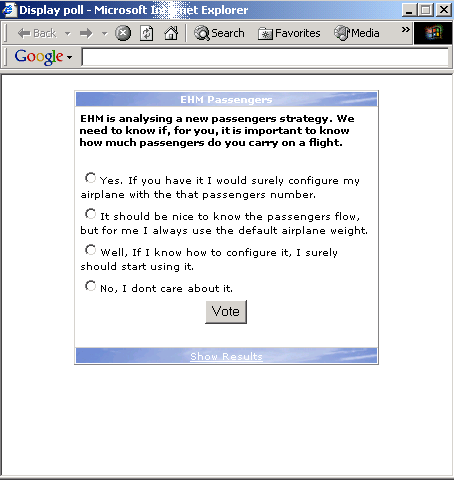 Display poll - Microsoft Internet Explorer
Back Search Favorites Media »
Google
EHM Passengers
EHM is analysing a new passengers strategy. We
need to know if, for you, it is important to know
how much passengers do you carry on a flight.
Yes. If you have it I would surely configure my
airplane with the that passengers number.
It should be nice to know the passengers flow,
but for me I always use the default airplane weight.
Well, If I know how to configure it, I surely
should start using it.
No, I dont care about it.
Vote
Show Results